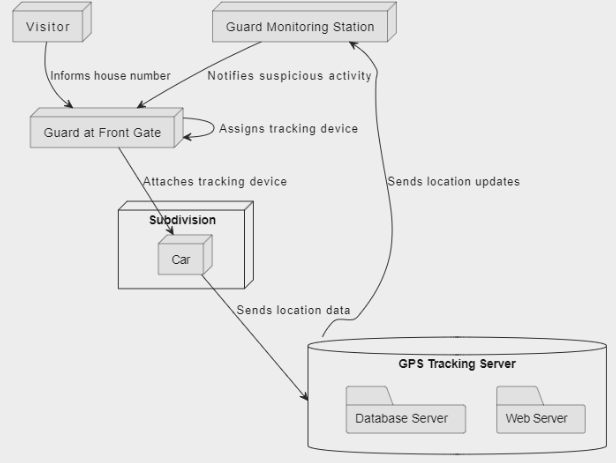 Visitor
Guard Monitoring Station
Informs house number
Notifies suspicious activity
Guard at Front Gate
Assigns tracking device
Attaches tracking device
Sends location updates
Subdivision
Car
Sends location data
GPS Tracking Server
Database Server
Web Server